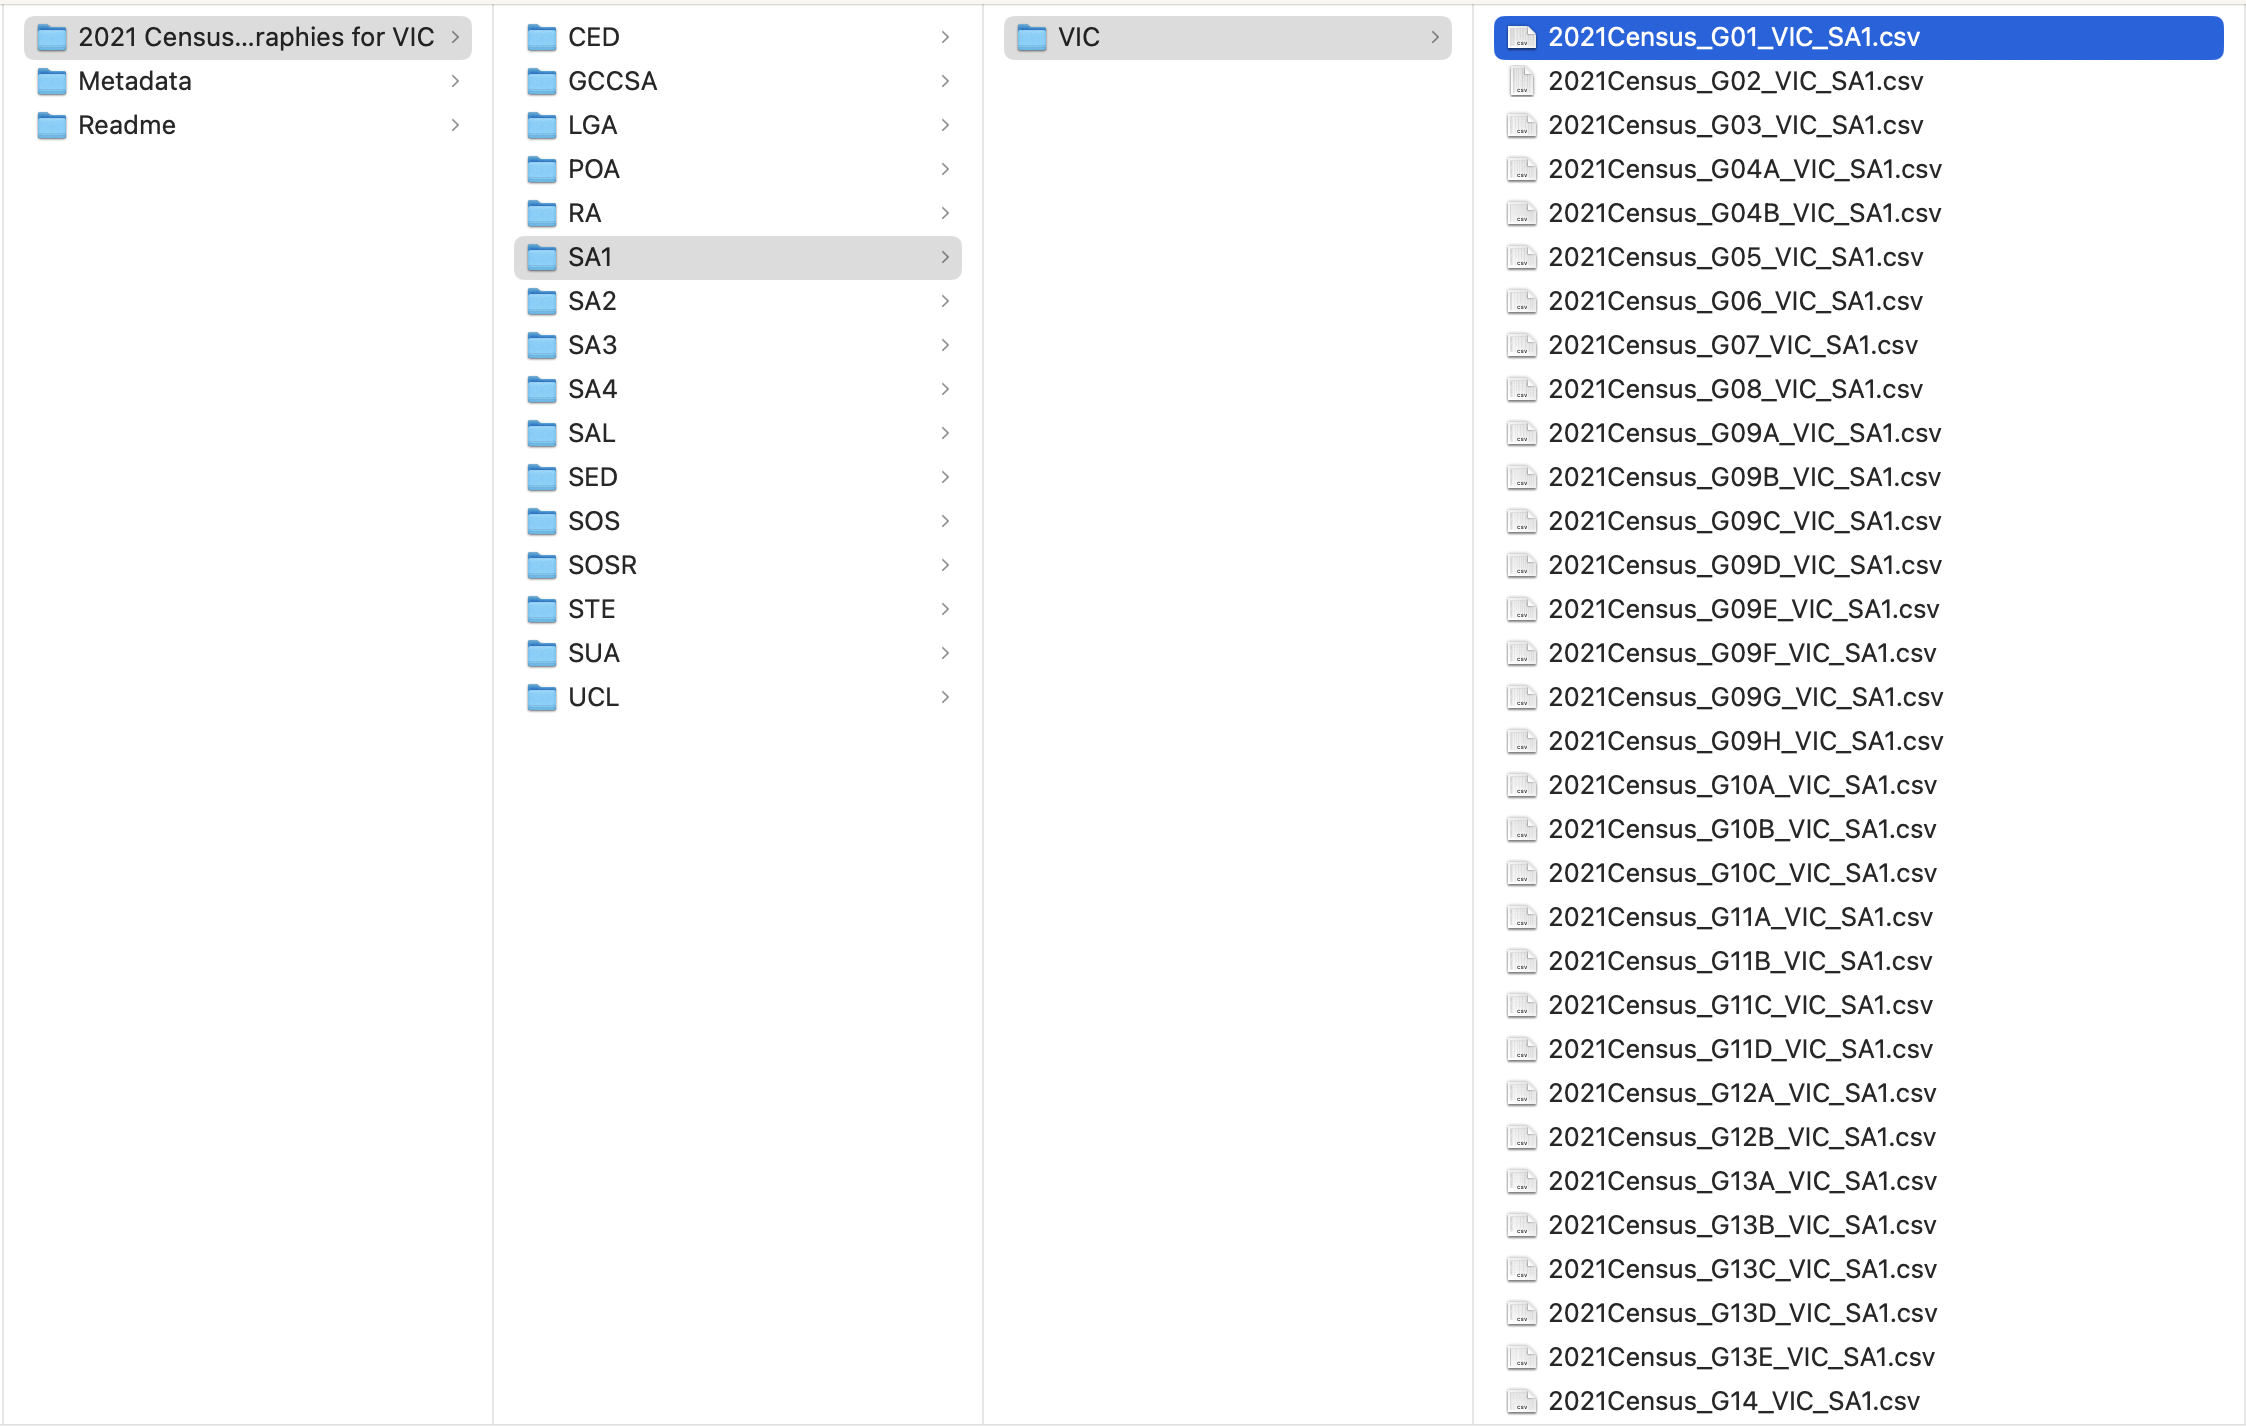 2021 Census...raphies for VIC
Metadata
Readme
CED
GCCSA
LGA
POA
RA
SA1
SA2
SA3
SA4
SAL
SED
SOS
SOSR
STE
SUA
UCL
VIC
2021Census_G01_VIC_SA1.csv
2021Census_G02_VIC_SA1.csv
2021Census_G03_VIC_SA1.csv
2021Census_G04A_VIC_SA1.csv
2021Census_G04B_VIC_SA1.csv
2021Census_G05_VIC_SA1.csv
2021Census_G06_VIC_SA1.csv
2021Census_G07_VIC_SA1.csv
2021Census_G08_VIC_SA1.csv
2021Census_G09A_VIC_SA1.csv
2021Census_G09B_VIC_SA1.csv
2021Census_G09C_VIC_SA1.csv
2021Census_G09D_VIC_SA1.csv
2021Census_G09E_VIC_SA1.csv
2021Census_G09F_VIC_SA1.csv
2021Census_G09G_VIC_SA1.csv
2021Census_G09H_VIC_SA1.csv
2021Census_G10A_VIC_SA1.csv
2021Census_G10B_VIC_SA1.csv
2021Census_G10C_VIC_SA1.csv
2021Census_G11A_VIC_SA1.csv
2021Census_G11B_VIC_SA1.csv
2021Census_G11C_VIC_SA1.csv
2021Census_G11D_VIC_SA1.csv
2021Census_G12A_VIC_SA1.csv
2021Census_G12B_VIC_SA1.csv
2021Census_G13A_VIC_SA1.csv
2021Census_G13B_VIC_SA1.csv
2021Census_G13C_VIC_SA1.csv
2021Census_G13D_VIC_SA1.csv
2021Census_G13E_VIC_SA1.csv
2021Census_G14_VIC_SA1.csv